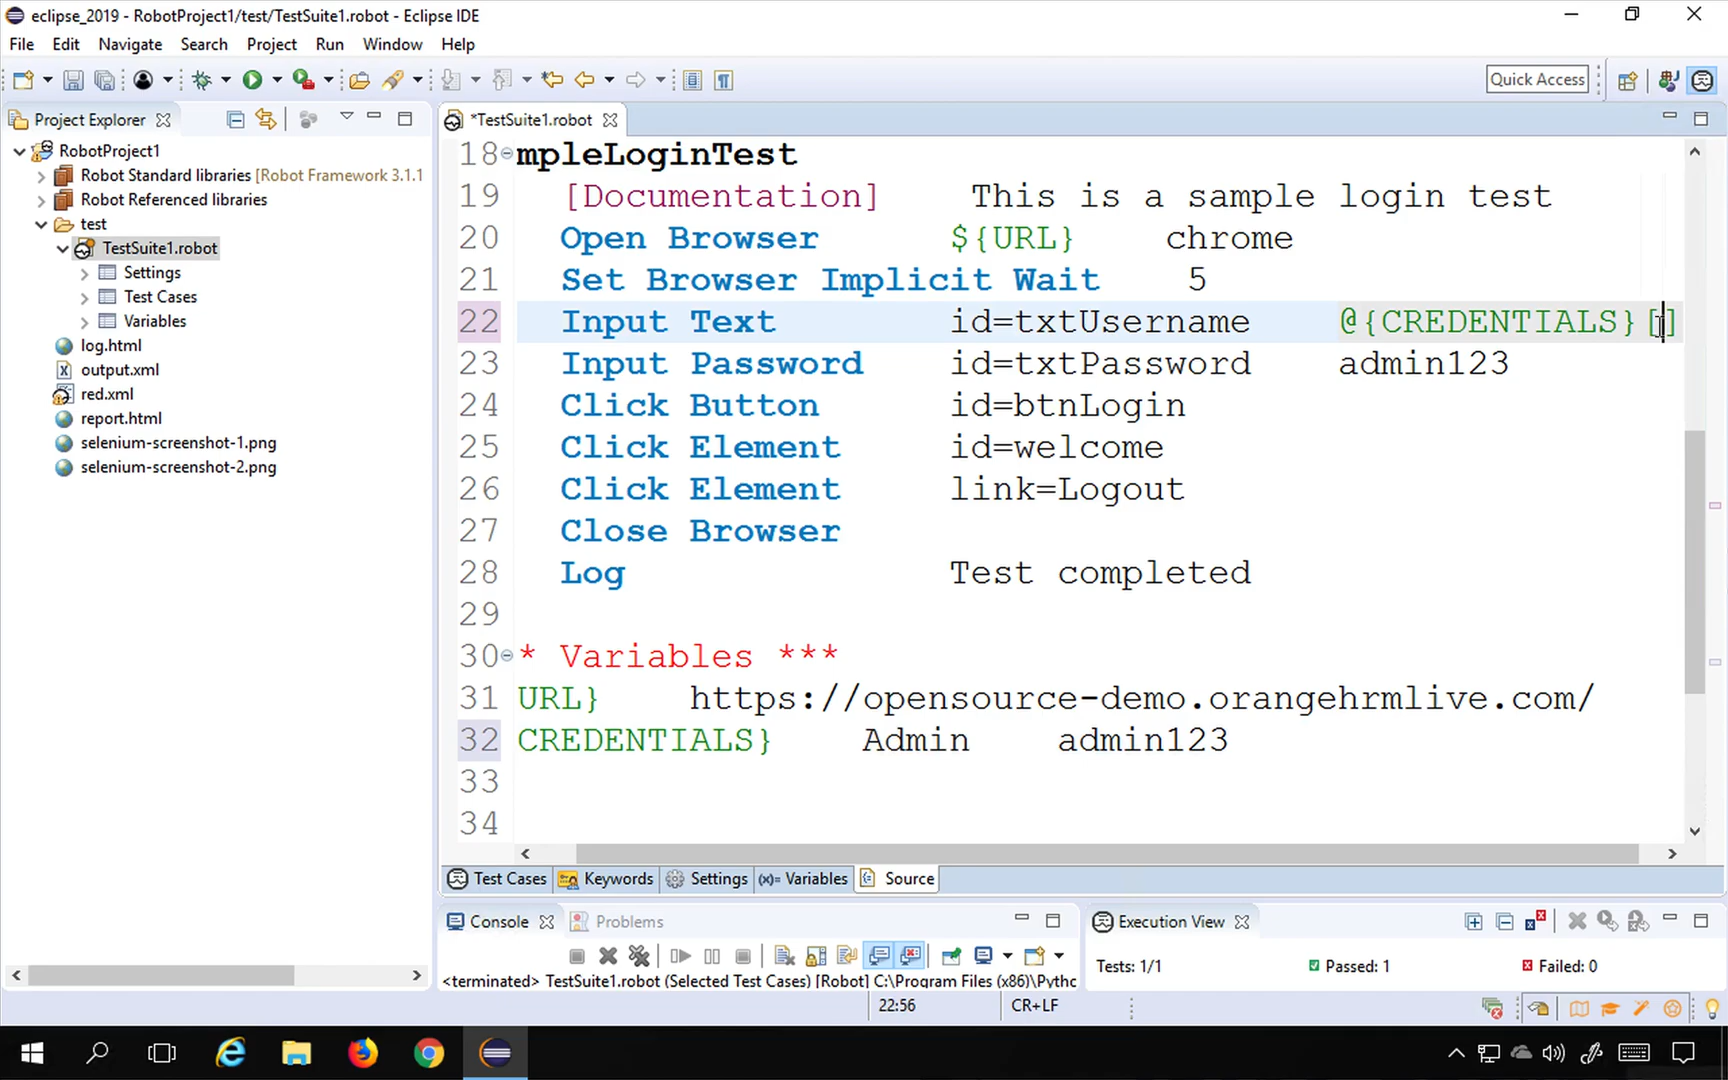 eclipse_2019 - RobotProject1/test/TestSuite1.robot - Eclipse IDE
File Edit Navigate Search Project Run Window Help
Quick Access
Project Explorer
*TestSuite1.robot
RobotProject1
Robot Standard libraries [Robot Framework 3.1.1
Robot Referenced libraries
test
TestSuite1.robot
Settings
Test Cases
Variables
log.html
output.xml
red.xml
report.html
selenium-screenshot-1.png
selenium-screenshot-2.png
18 mpleLoginTest
19 [Documentation] This is a sample login test
20 Open Browser ${URL} chrome
21 Set Browser Implicit Wait 5
22 Input Text id=txtUsername @{CREDENTIALS}[]
23 Input Password id=txtPassword admin123
24 Click Button id=btnLogin
25 Click Element id=welcome
26 Click Element link=Logout
27 Close Browser
28 Log Test completed
29
30 * Variables ***
31 URL} https://opensource-demo.orangehrmlive.com/
32 CREDENTIALS} Admin admin123
33
34
Test Cases Keywords Settings (x)= Variables Source
Console Problems
Execution View
Tests: 1/1 Passed: 1 Failed: 0
<terminated> TestSuite1.robot (Selected Test Cases) [Robot] C:\Program Files (x86)\Pythc
22:56 CR+LF